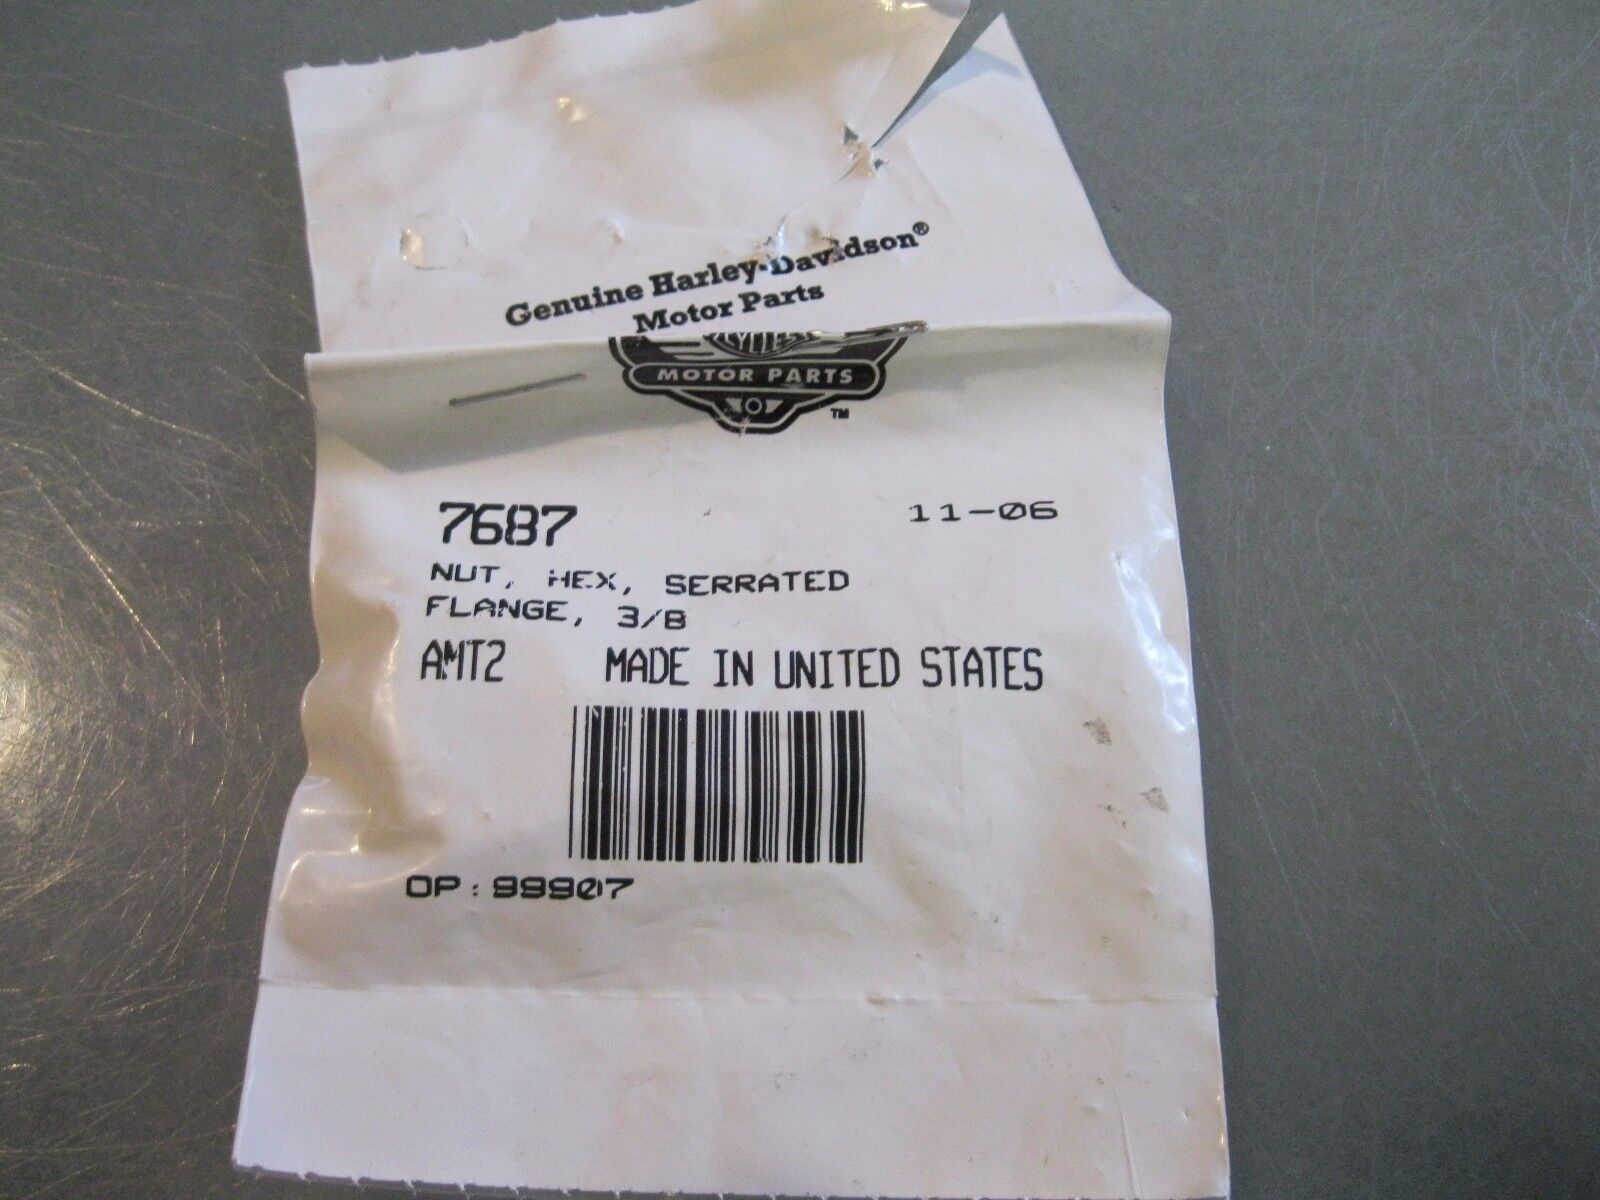 Genuine Harley-Davidson®
Motor Parts
MOTOR PARTS
TM
7687 11-06
NUT, HEX, SERRATED
FLANGE, 3/8
AMT2 MADE IN UNITED STATES
OP: 99907